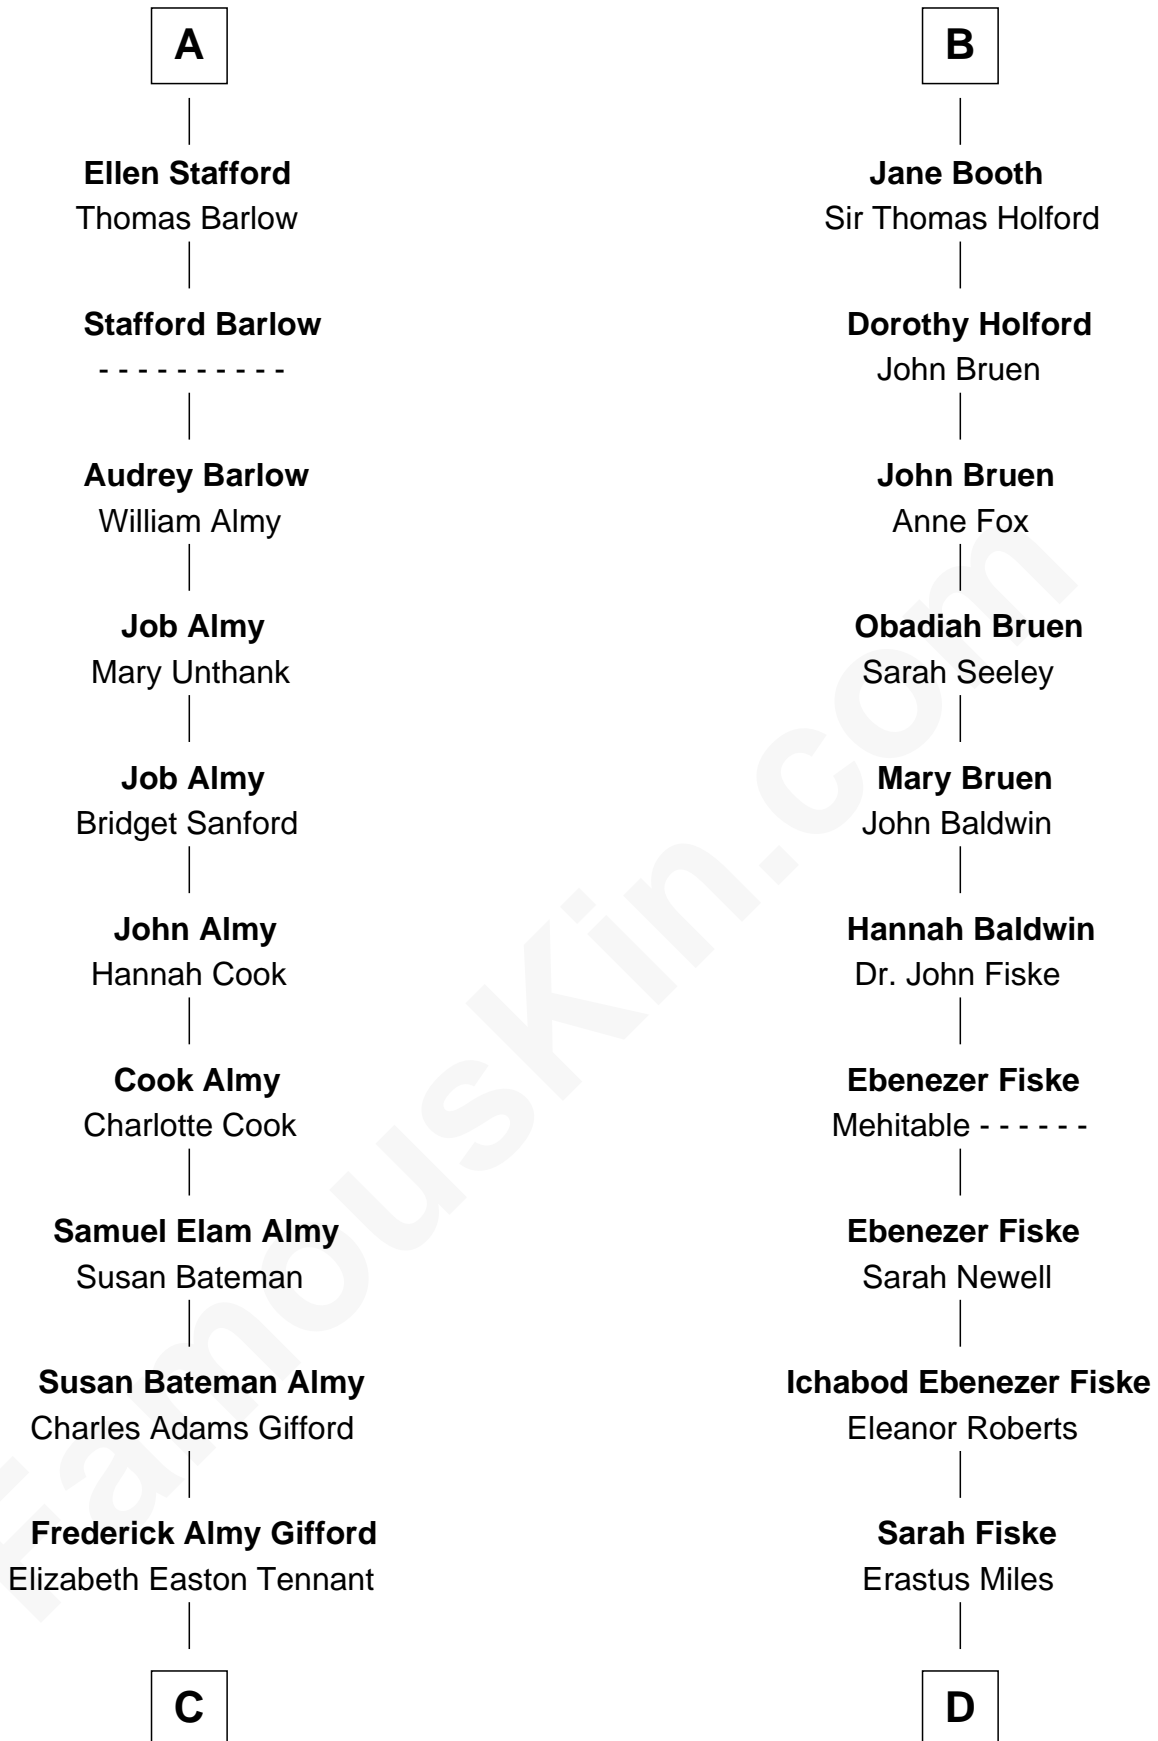 A
Ellen Stafford
Thomas Barlow
Stafford Barlow
- - - - - - - - - -
Audrey Barlow
William Almy
Job Almy
Mary Unthank
Job Almy
Bridget Sanford
John Almy
Hannah Cook
Cook Almy
Charlotte Cook
Samuel Elam Almy
Susan Bateman
Susan Bateman Almy
Charles Adams Gifford
Frederick Almy Gifford
Elizabeth Easton Tennant
C
B
Jane Booth
Sir Thomas Holford
Dorothy Holford
John Bruen
John Bruen
Anne Fox
Obadiah Bruen
Sarah Seeley
Mary Bruen
John Baldwin
Hannah Baldwin
Dr. John Fiske
Ebenezer Fiske
Mehitable - - - - - -
Ebenezer Fiske
Sarah Newell
Ichabod Ebenezer Fiske
Eleanor Roberts
Sarah Fiske
Erastus Miles
D
FamousKin.com